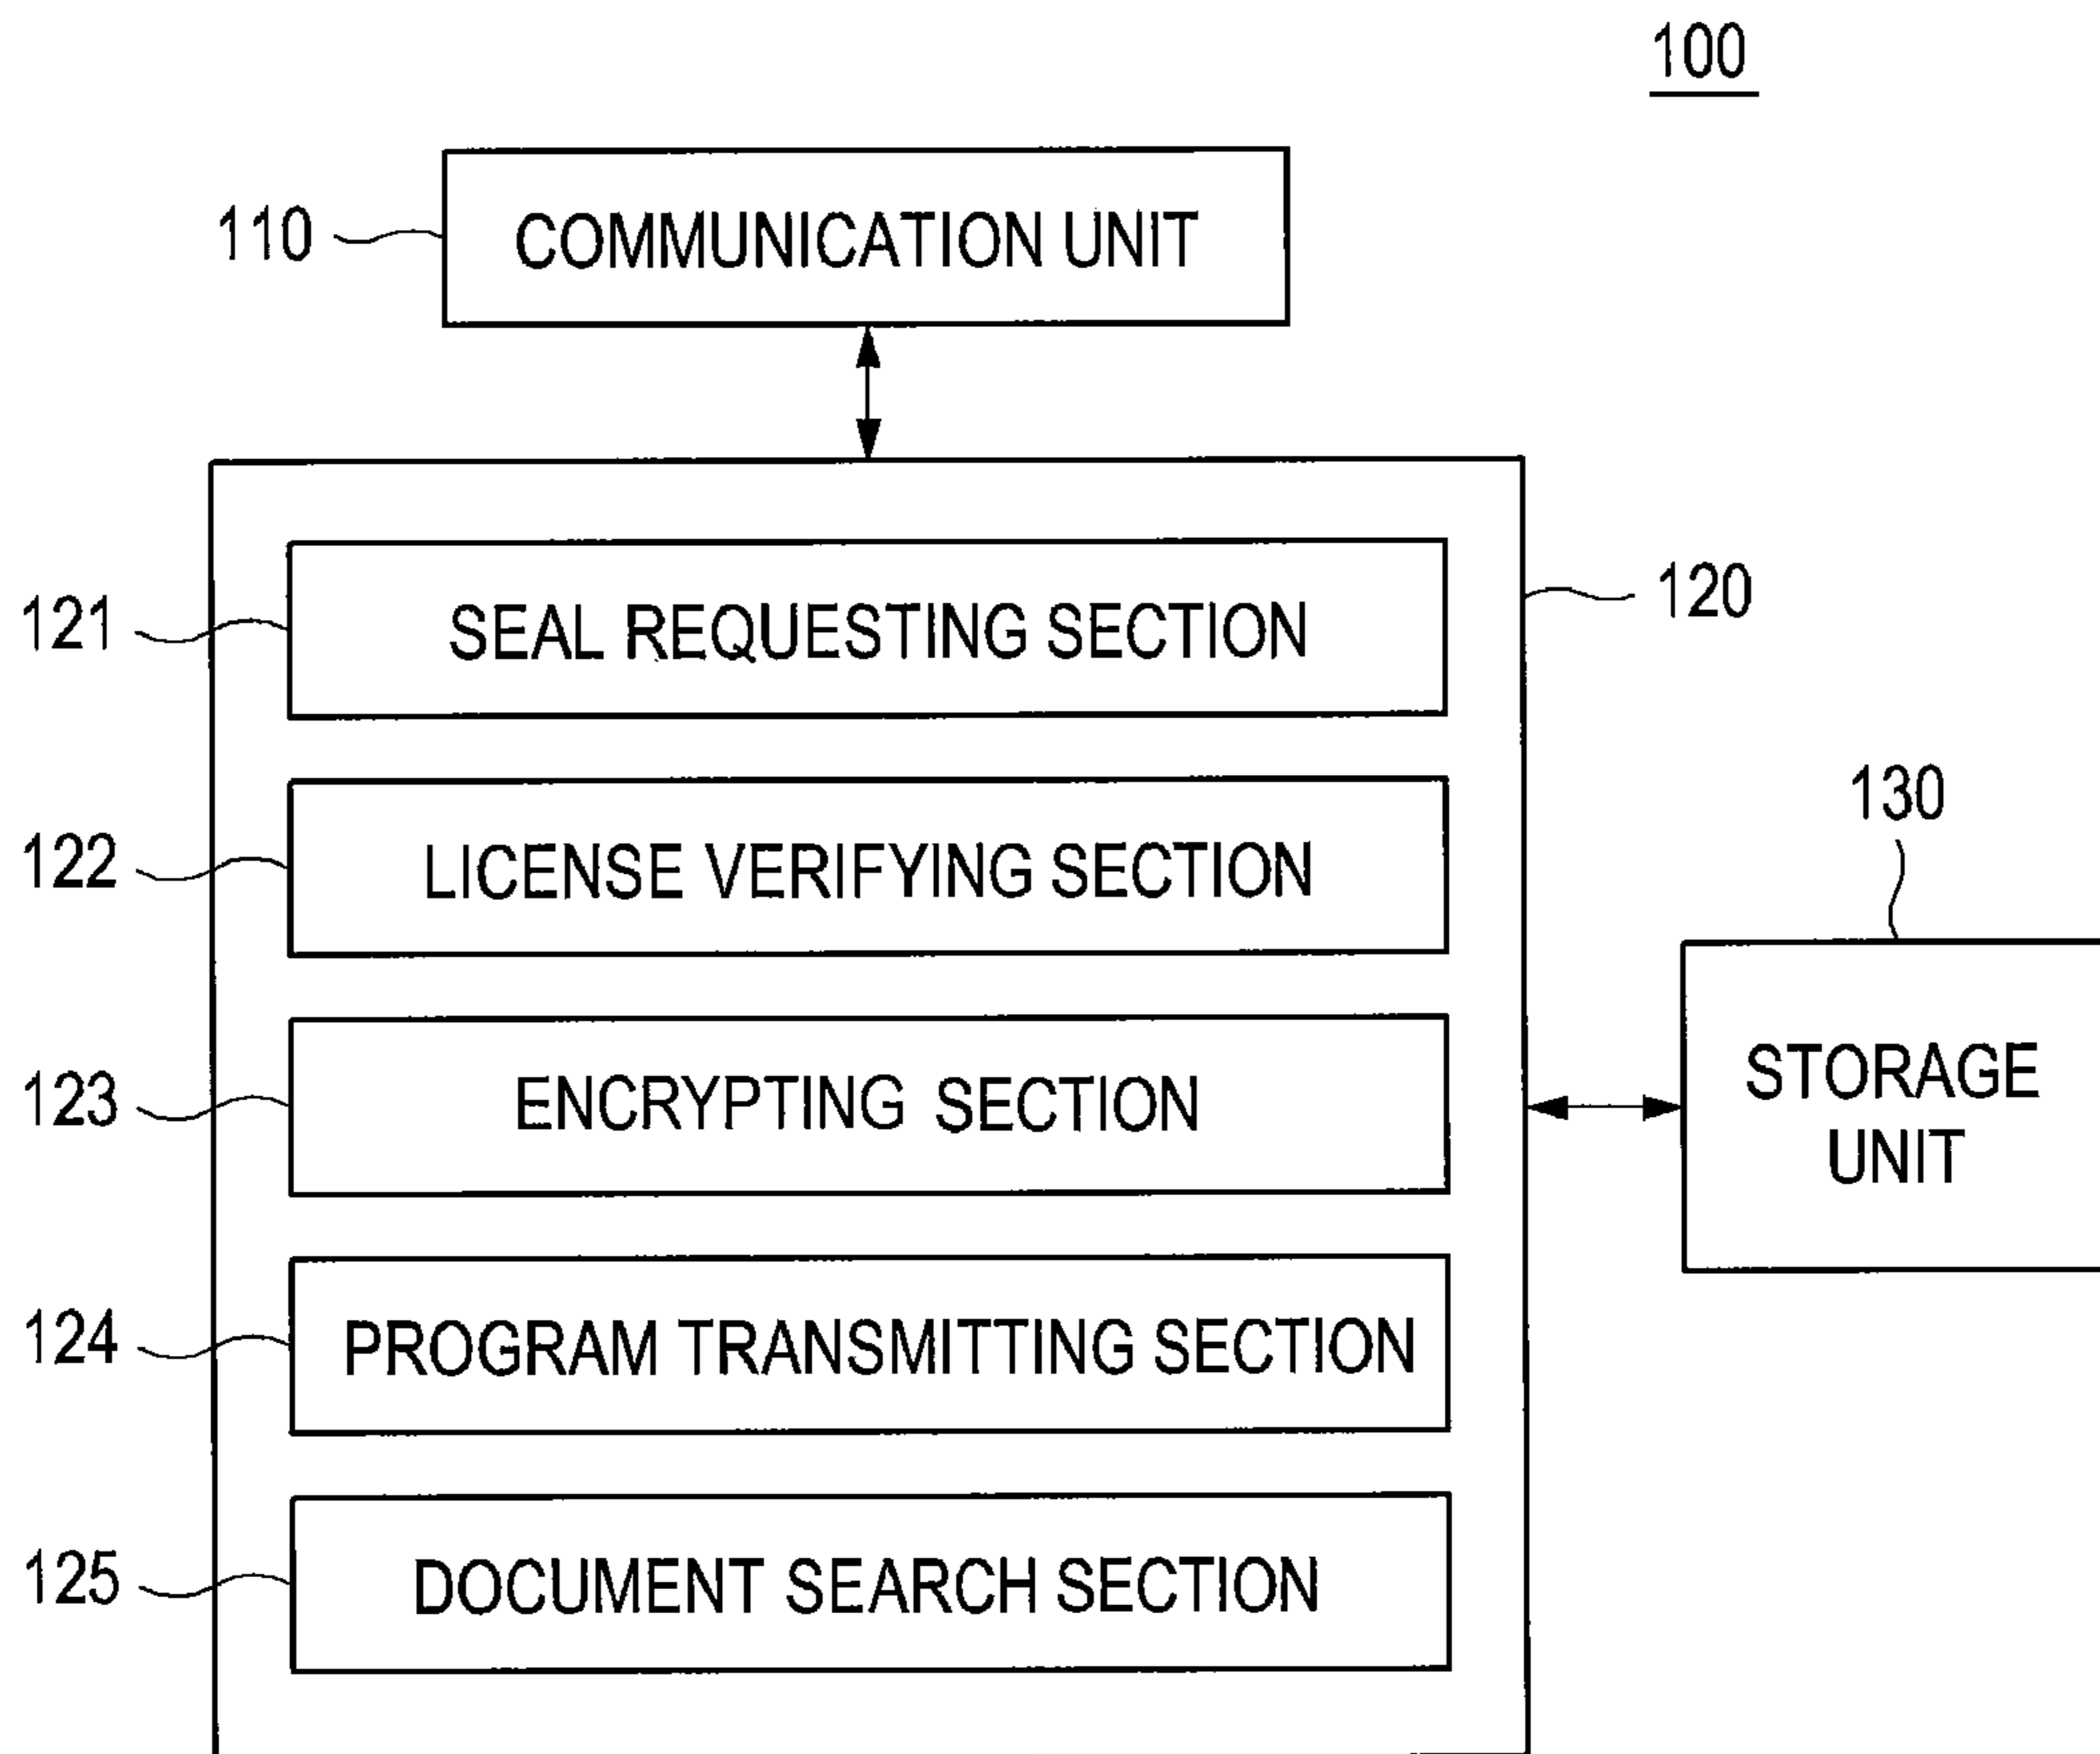 100
110
COMMUNICATION UNIT
121
SEAL REQUESTING SECTION
120
122
LICENSE VERIFYING SECTION
130
123
ENCRYPTING SECTION
STORAGE
UNIT
124
PROGRAM TRANSMITTING SECTION
125
DOCUMENT SEARCH SECTION